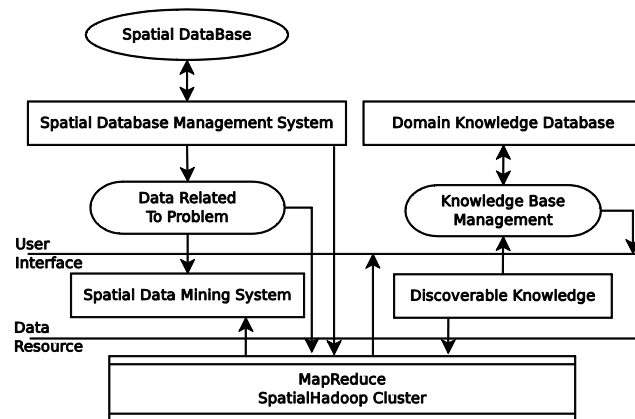 Spatial DataBase
Spatial Database Management System
Domain Knowledge Database
Data Related
To Problem
Knowledge Base
Management
User
Interface
Spatial Data Mining System
Discoverable Knowledge
Data
Resource
MapReduce
SpatialHadoop Cluster